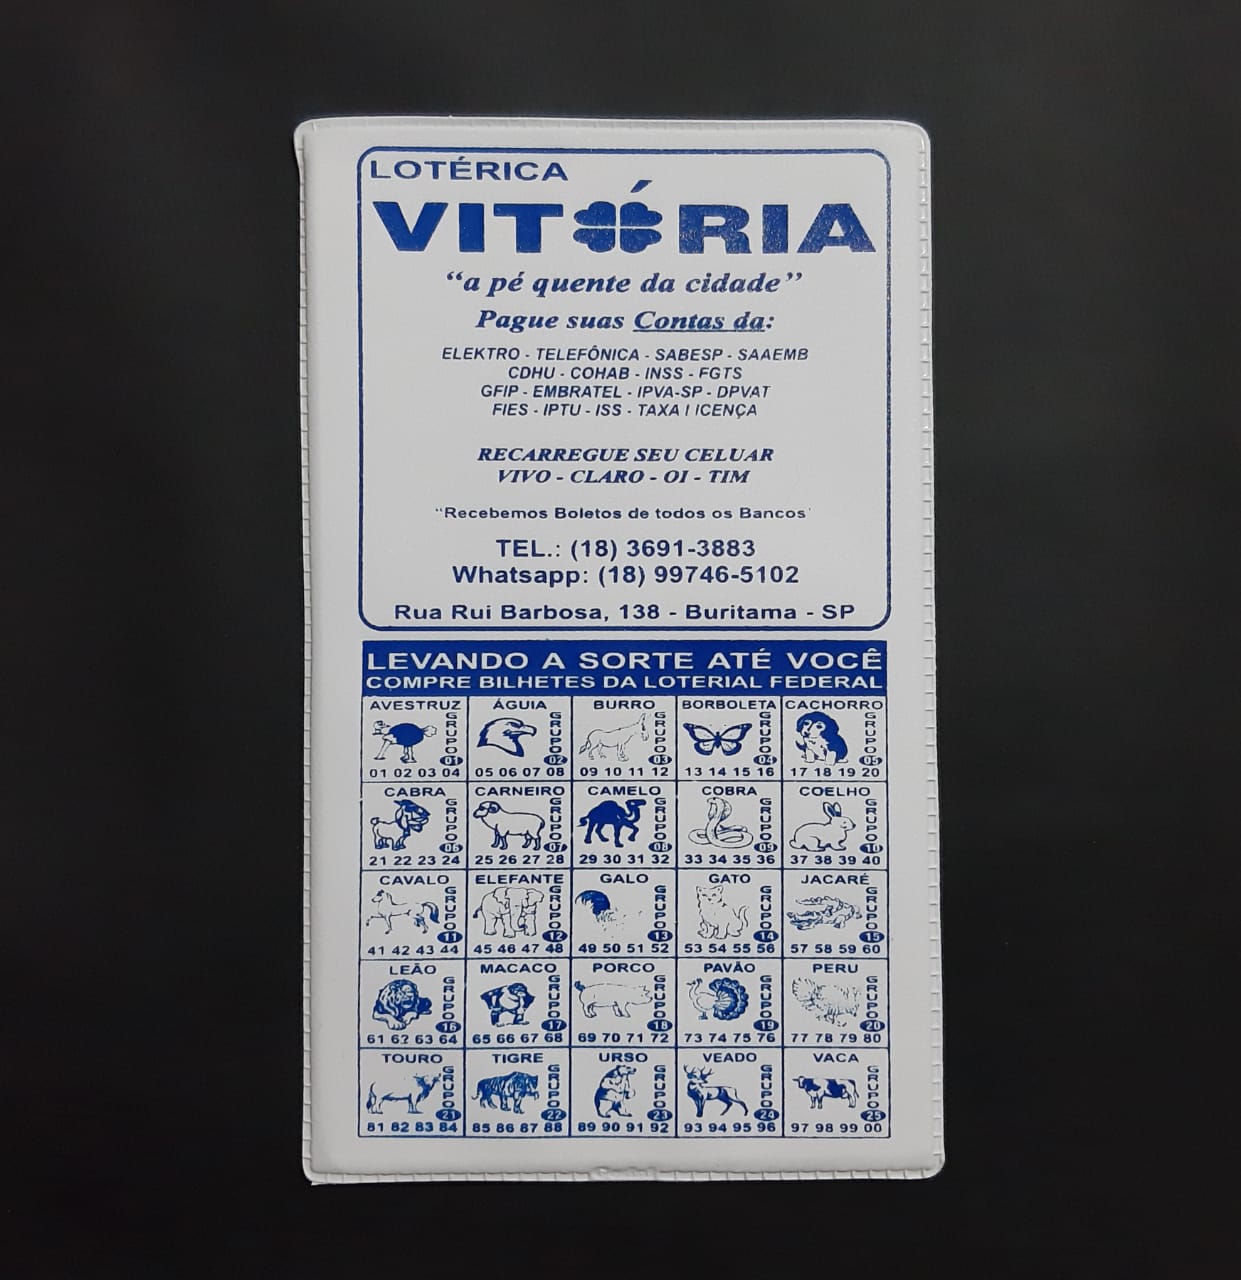 LOTÉRICA
VITÓRIA
“a pé quente da cidade”
Pague suas Contas da:
ELEKTRO - TELEFÔNICA - SABESP - SAAEMB
CDHU - COHAB - INSS - FGTS
GFIP - EMBRATEL - IPVA-SP - DPVAT
FIES - IPTU - ISS - TAXA LICENÇA
RECARREGUE SEU CELUAR
VIVO - CLARO - OI - TIM
“Recebemos Boletos de todos os Bancos’
TEL.: (18) 3691-3883
Whatsapp: (18) 99746-5102
Rua Rui Barbosa, 138 - Buritama - SP
LEVANDO A SORTE ATÉ VOCÊ
COMPRE BILHETES DA LOTERIAL FEDERAL
AVESTRUZ
GRUPO 01
01 02 03 04
ÁGUIA
GRUPO 02
05 06 07 08
BURRO
GRUPO 03
09 10 11 12
BORBOLETA
GRUPO 04
13 14 15 16
CACHORRO
GRUPO 05
17 18 19 20
CABRA
GRUPO 06
21 22 23 24
CARNEIRO
GRUPO 07
25 26 27 28
CAMELO
GRUPO 08
29 30 31 32
COBRA
GRUPO 09
33 34 35 36
COELHO
GRUPO 10
37 38 39 40
CAVALO
GRUPO 11
41 42 43 44
ELEFANTE
GRUPO 12
45 46 47 48
GALO
GRUPO 13
49 50 51 52
GATO
GRUPO 14
53 54 55 56
JACARÉ
GRUPO 15
57 58 59 60
LEÃO
GRUPO 16
61 62 63 64
MACACO
GRUPO 17
65 66 67 68
PORCO
GRUPO 18
69 70 71 72
PAVÃO
GRUPO 19
73 74 75 76
PERU
GRUPO 20
77 78 79 80
TOURO
GRUPO 21
81 82 83 84
TIGRE
GRUPO 22
85 86 87 88
URSO
GRUPO 23
89 90 91 92
VEADO
GRUPO 24
93 94 95 96
VACA
GRUPO 25
97 98 99 00